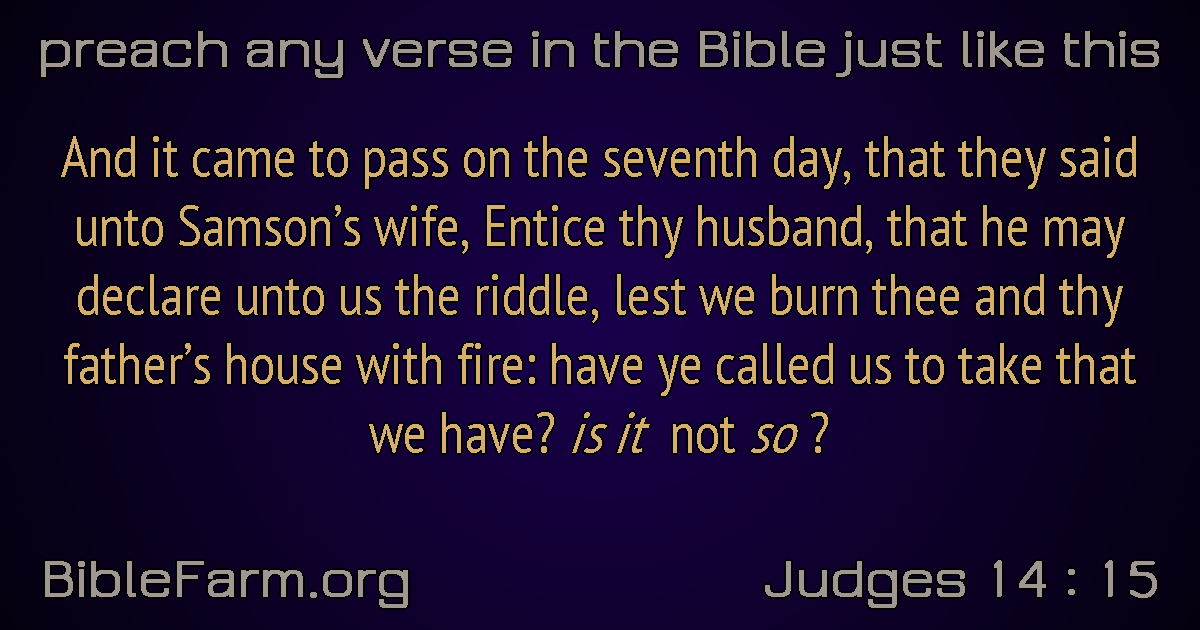 preach any verse in the Bible just like this
And it came to pass on the seventh day, that they said
unto Samson’s wife, Entice thy husband, that he may
declare unto us the riddle, lest we burn thee and thy
father’s house with fire: have ye called us to take that
we have? is it not so ?
BibleFarm.org
Judges 14 : 15